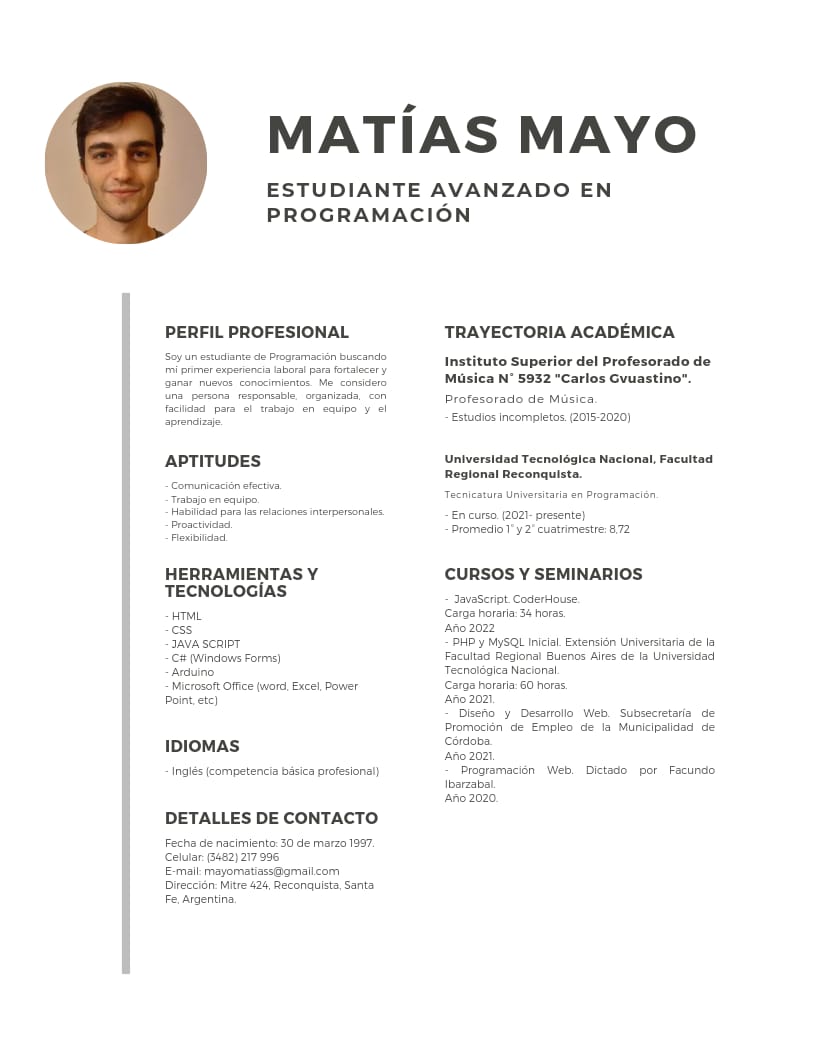 MATÍAS MAYO
ESTUDIANTE AVANZADO EN
PROGRAMACIÓN
PERFIL PROFESIONAL
Soy un estudiante de Programación buscando
mi primer experiencia laboral para fortalecer y
ganar nuevos conocimientos. Me considero
una persona responsable, organizada, con
facilidad para el trabajo en equipo y el
aprendizaje.
APTITUDES
- Comunicación efectiva.
- Trabajo en equipo.
- Habilidad para las relaciones interpersonales.
- Proactividad.
- Flexibilidad.
HERRAMIENTAS Y
TECNOLOGÍAS
- HTML
- CSS
- JAVA SCRIPT
- C# (Windows Forms)
- Arduino
- Microsoft Office (word, Excel, Power
Point, etc)
IDIOMAS
- Inglés (competencia básica profesional)
DETALLES DE CONTACTO
Fecha de nacimiento: 30 de marzo 1997.
Celular: (3482) 217 996
E-mail: mayomatiass@gmail.com
Dirección: Mitre 424, Reconquista, Santa
Fe, Argentina.
TRAYECTORIA ACADÉMICA
Instituto Superior del Profesorado de
Música N° 5932 "Carlos Gvuastino".
Profesorado de Música.
- Estudios incompletos. (2015-2020)
Universidad Tecnológica Nacional, Facultad
Regional Reconquista.
Tecnicatura Universitaria en Programación.
- En curso. (2021- presente)
- Promedio 1° y 2° cuatrimestre: 8,72
CURSOS Y SEMINARIOS
- JavaScript. CoderHouse.
Carga horaria: 34 horas.
Año 2022
- PHP y MySQL Inicial. Extensión Universitaria de la
Facultad Regional Buenos Aires de la Universidad
Tecnológica Nacional.
Carga horaria: 60 horas.
Año 2021.
- Diseño y Desarrollo Web. Subsecretaría de
Promoción de Empleo de la Municipalidad de
Córdoba.
Año 2021.
- Programación Web. Dictado por Facundo
Ibarzabal.
Año 2020.